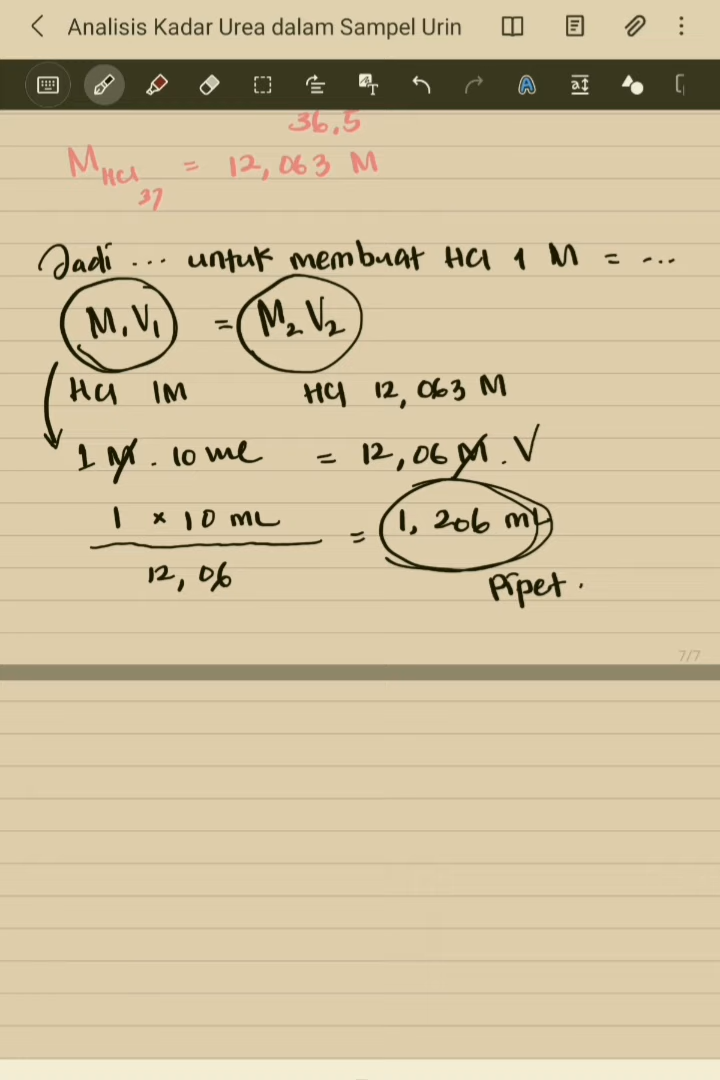 Analisis Kadar Urea dalam Sampel Urin
36.5
M HCl 37 = 12,063 M
Jadi ... untuk membuat HCl 1 M = ...
M1V1 = M2V2
HCl 1M HCl 12,063 M
1 M . 10 mL = 12,06 M . V
1 x 10 mL = 1,206 mL
12,06
Pipet .
7/7